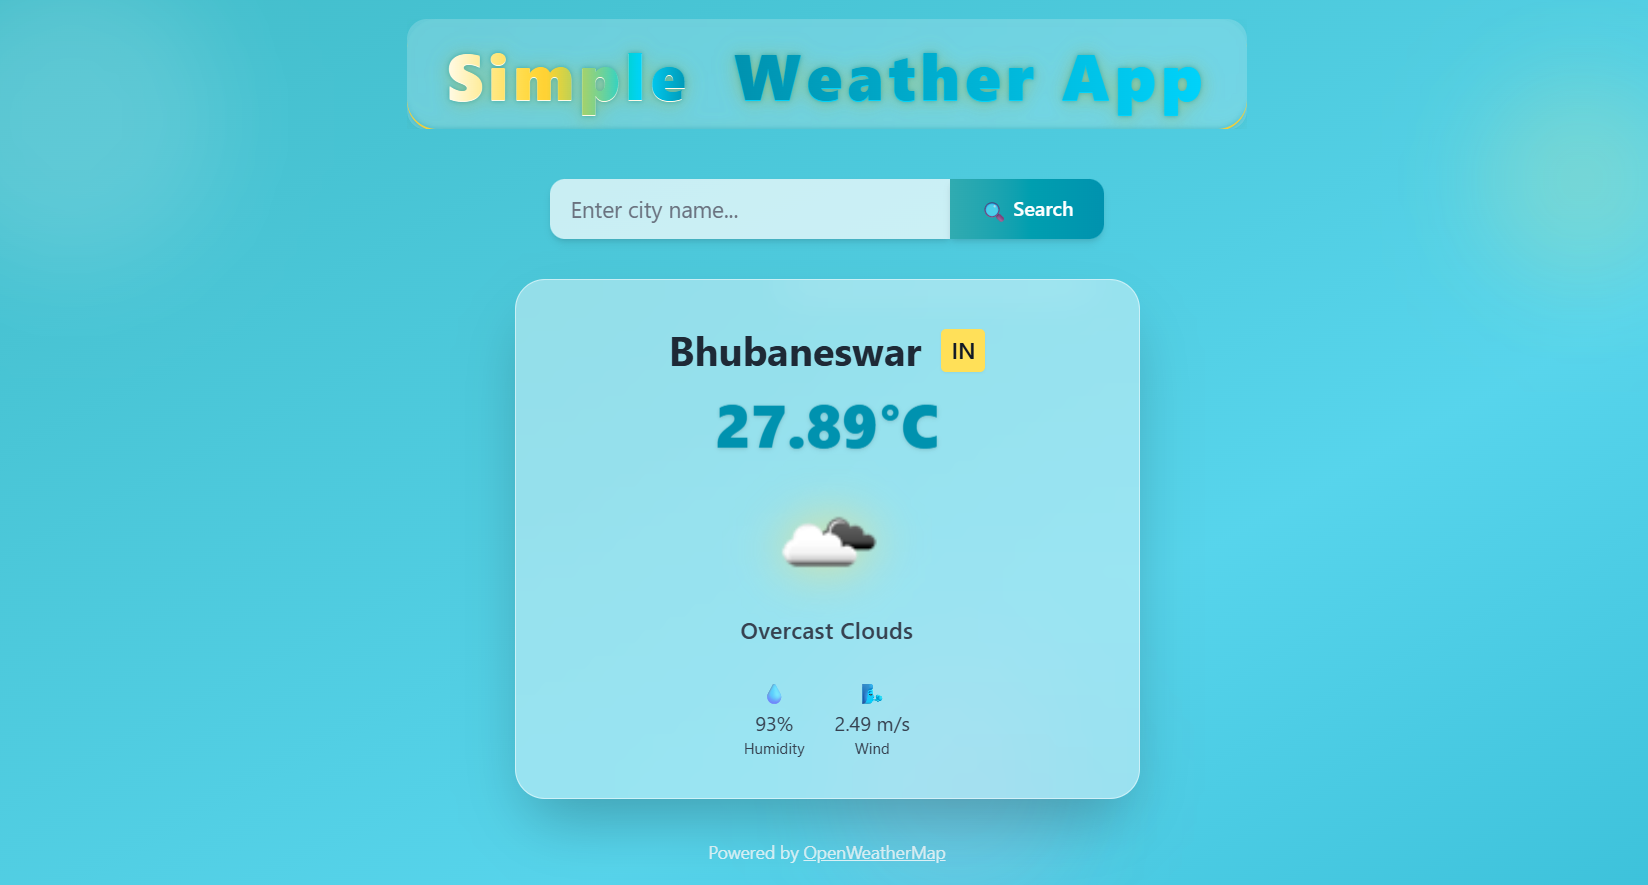 Simple Weather App
Enter city name...
🔍 Search
Bhubaneswar IN
27.89°C
Overcast Clouds
93% 2.49 m/s
Humidity Wind
Powered by OpenWeatherMap